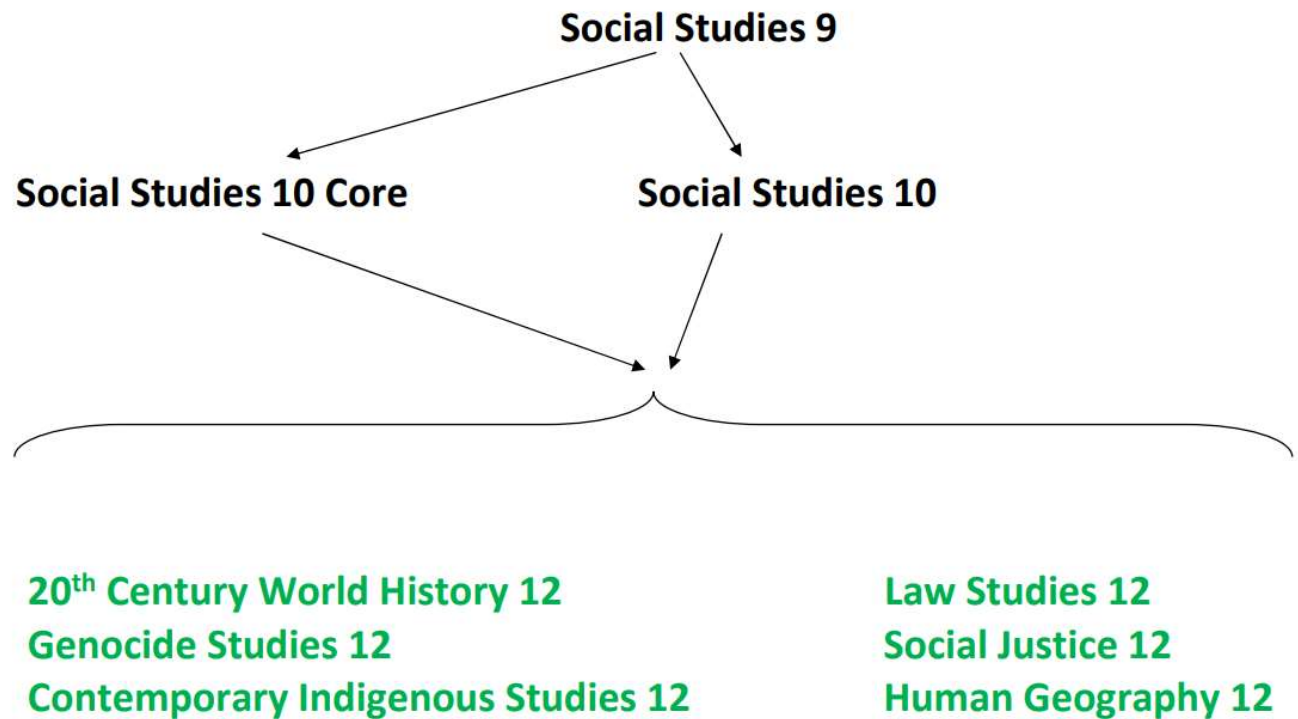 Social Studies 9
Social Studies 10 Core
Social Studies 10
20th Century World History 12
Genocide Studies 12
Contemporary Indigenous Studies 12
Law Studies 12
Social Justice 12
Human Geography 12